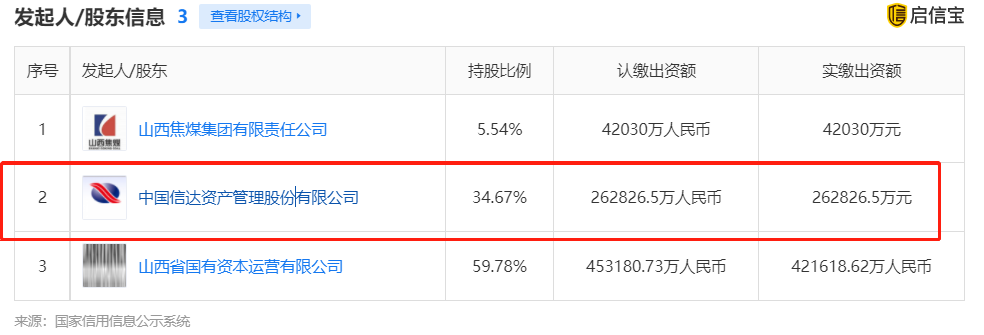 发起人/股东信息 3 查看股权结构 启信宝
序号 发起人/股东 持股比例 认缴出资额 实缴出资额
1 山西焦煤集团有限责任公司 5.54% 42030万人民币 42030万元
山西焦煤
2 中国信达资产管理股份有限公司 34.67% 262826.5万人民币 262826.5万元
3 山西省国有资本运营有限公司 59.78% 453180.73万人民币 421618.62万人民币
来源：国家信用信息公示系统